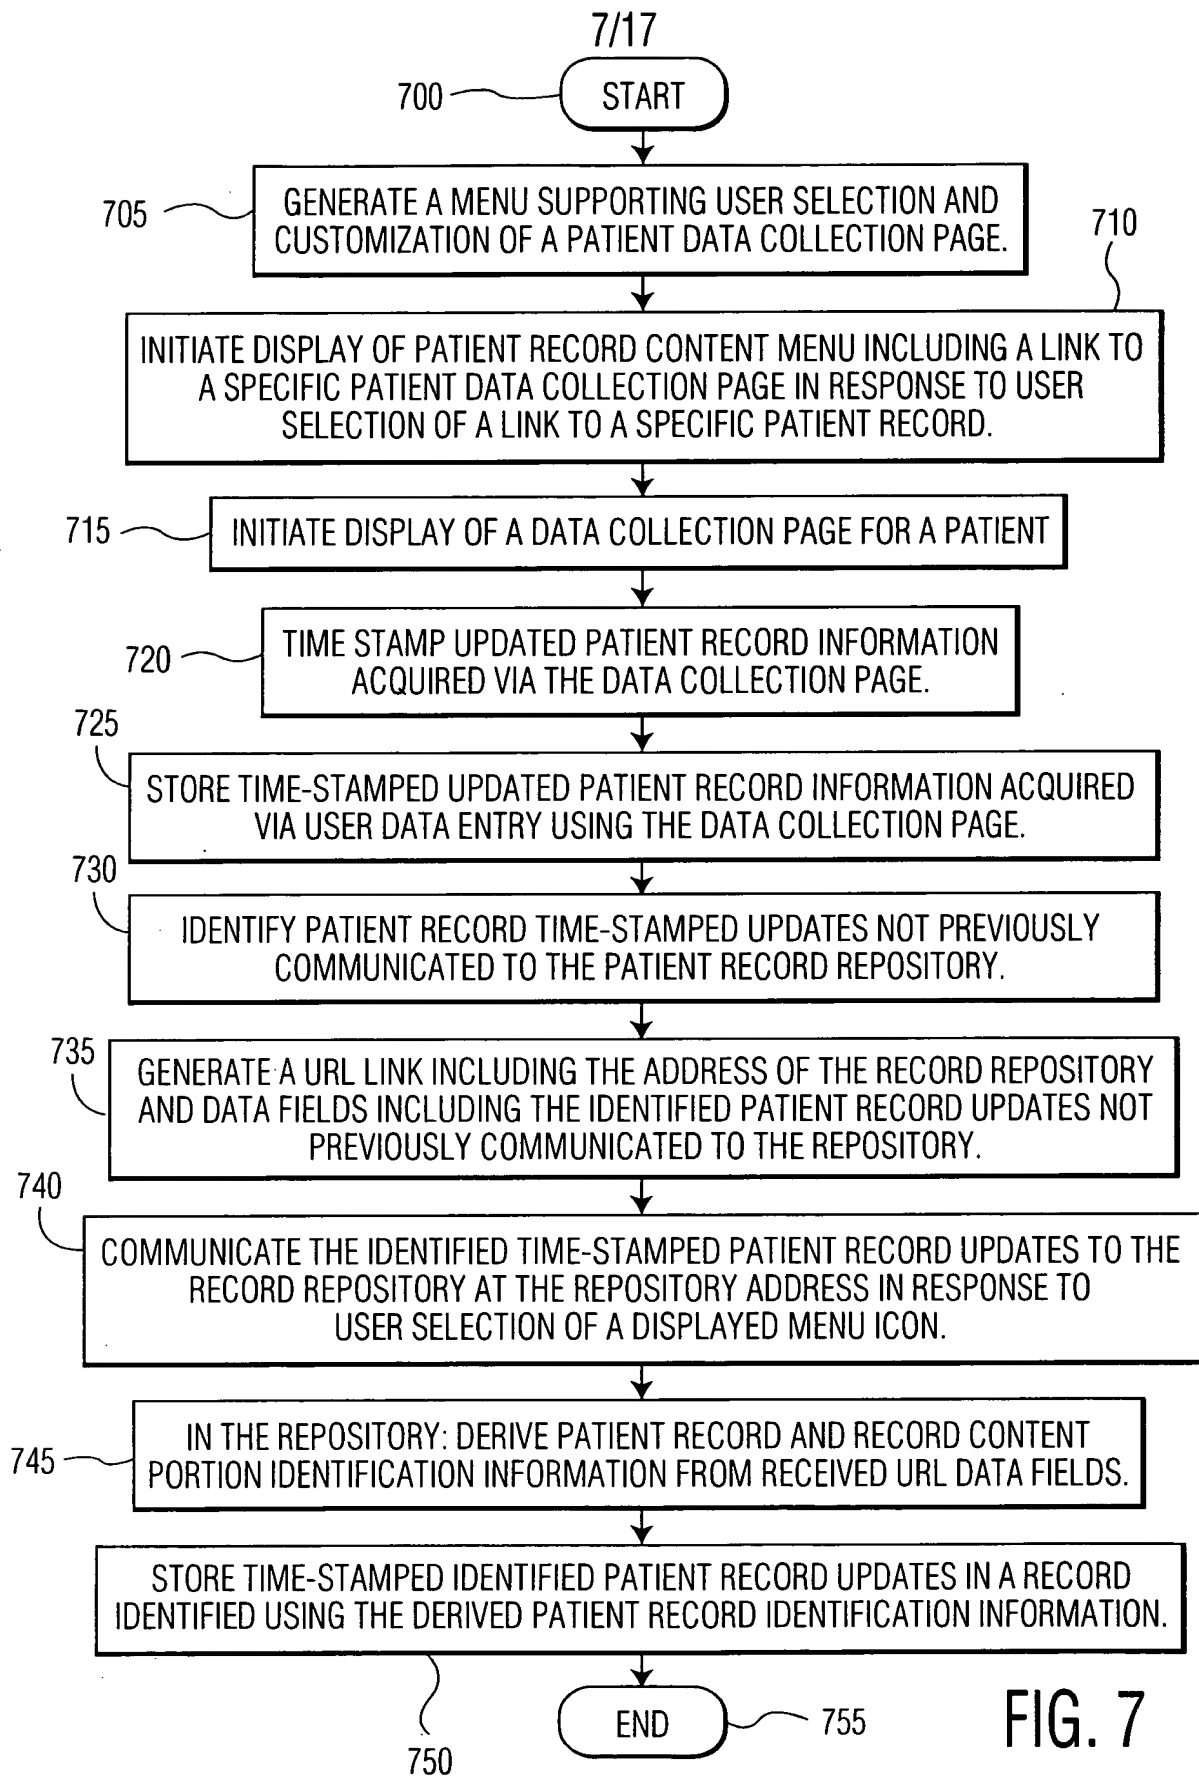 7/17
700
START
705
GENERATE A MENU SUPPORTING USER SELECTION AND
CUSTOMIZATION OF A PATIENT DATA COLLECTION PAGE.
710
INITIATE DISPLAY OF PATIENT RECORD CONTENT MENU INCLUDING A LINK TO
A SPECIFIC PATIENT DATA COLLECTION PAGE IN RESPONSE TO USER
SELECTION OF A LINK TO A SPECIFIC PATIENT RECORD.
715
INITIATE DISPLAY OF A DATA COLLECTION PAGE FOR A PATIENT
720
TIME STAMP UPDATED PATIENT RECORD INFORMATION
ACQUIRED VIA THE DATA COLLECTION PAGE.
725
STORE TIME-STAMPED UPDATED PATIENT RECORD INFORMATION ACQUIRED
VIA USER DATA ENTRY USING THE DATA COLLECTION PAGE.
730
IDENTIFY PATIENT RECORD TIME-STAMPED UPDATES NOT PREVIOUSLY
COMMUNICATED TO THE PATIENT RECORD REPOSITORY.
735
GENERATE A URL LINK INCLUDING THE ADDRESS OF THE RECORD REPOSITORY
AND DATA FIELDS INCLUDING THE IDENTIFIED PATIENT RECORD UPDATES NOT
PREVIOUSLY COMMUNICATED TO THE REPOSITORY.
740
COMMUNICATE THE IDENTIFIED TIME-STAMPED PATIENT RECORD UPDATES TO THE
RECORD REPOSITORY AT THE REPOSITORY ADDRESS IN RESPONSE TO
USER SELECTION OF A DISPLAYED MENU ICON.
745
IN THE REPOSITORY: DERIVE PATIENT RECORD AND RECORD CONTENT
PORTION IDENTIFICATION INFORMATION FROM RECEIVED URL DATA FIELDS.
STORE TIME-STAMPED IDENTIFIED PATIENT RECORD UPDATES IN A RECORD
IDENTIFIED USING THE DERIVED PATIENT RECORD IDENTIFICATION INFORMATION.
750
END
755
FIG. 7